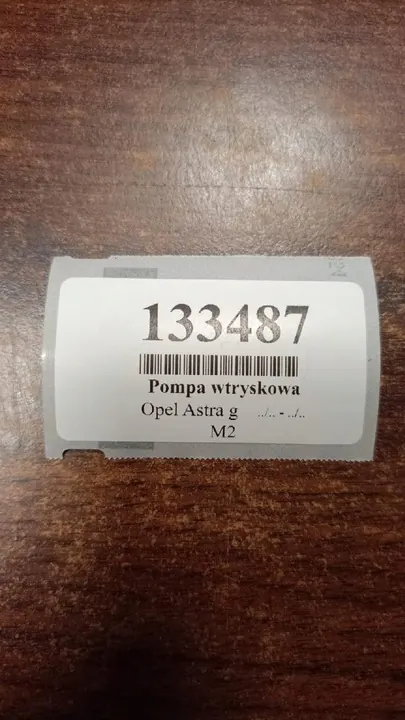 133487
Pompa wtryskowa
Opel Astra g ../.. - ../..
M2